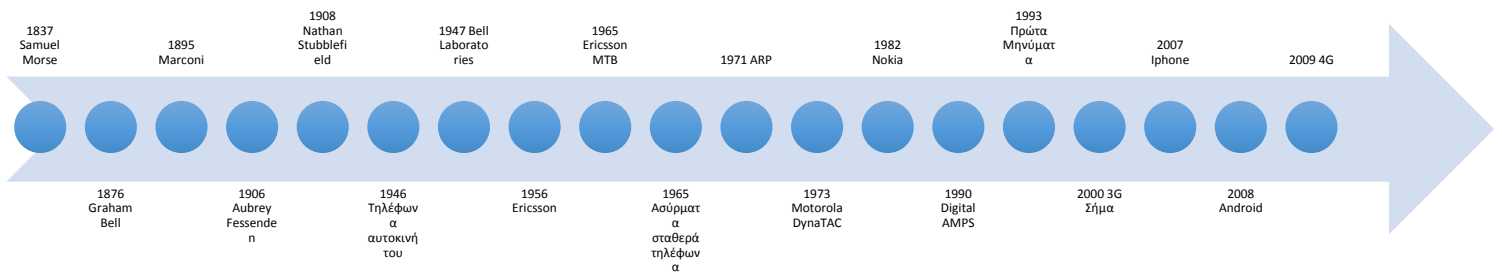 1837
Samuel
Morse
1876
Graham
Bell
1895
Marconi
1906
Aubrey
Fessende
n
1908
Nathan
Stubblefi
eld
1946
Τηλέφων
α
αυτοκινή
του
1947 Bell
Laborato
ries
1956
Ericsson
1965
Ericsson
MTB
1965
Ασύρματ
α
σταθερά
τηλέφων
α
1971 ARP
1973
Motorola
DynaTAC
1982
Nokia
1990
Digital
AMPS
1993
Πρώτα
Μηνύματ
α
2000 3G
Σήμα
2007
Iphone
2008
Android
2009 4G